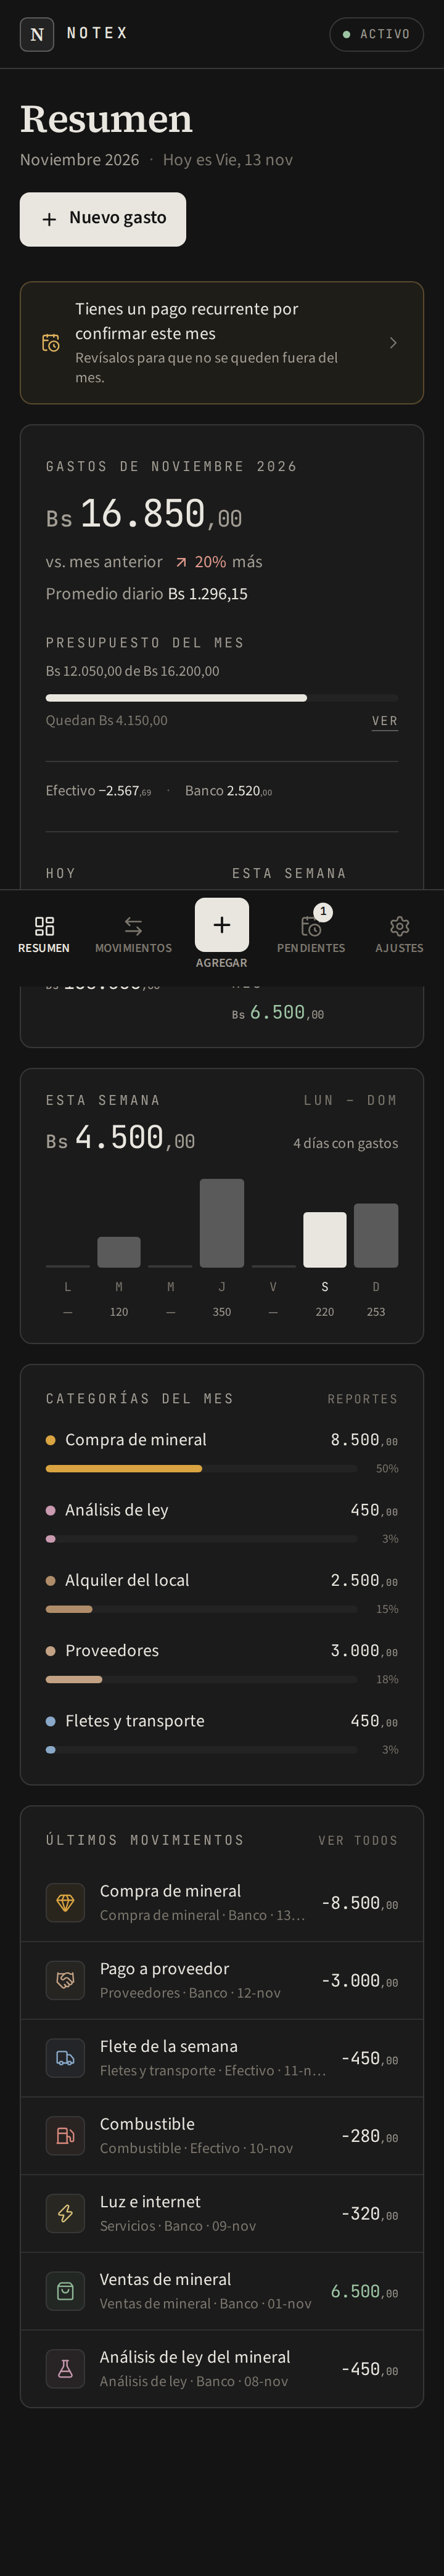 N NOTEX
ACTIVO
Resumen
Noviembre 2026 · Hoy es Vie, 13 nov
+ Nuevo gasto
Tienes un pago recurrente por
confirmar este mes
Revísalos para que no se queden fuera del
mes.
GASTOS DE NOVIEMBRE 2026
Bs 16.850,00
vs. mes anterior 20% más
Promedio diario Bs 1.296,15
PRESUPUESTO DEL MES
Bs 12.050,00 de Bs 16.200,00
Quedan Bs 4.150,00 VER
Efectivo −2.567,69 · Banco 2.520,00
HOY ESTA SEMANA
1
RESUMEN MOVIMIENTOS AGREGAR PENDIENTES AJUSTES
Bs 6.500,00
ESTA SEMANA LUN – DOM
Bs 4.500,00 4 días con gastos
L M M J V S D
— 120 — 350 — 220 253
CATEGORÍAS DEL MES REPORTES
Compra de mineral 8.500,00
50%
Análisis de ley 450,00
3%
Alquiler del local 2.500,00
15%
Proveedores 3.000,00
18%
Fletes y transporte 450,00
3%
ÚLTIMOS MOVIMIENTOS VER TODOS
Compra de mineral -8.500,00
Compra de mineral · Banco · 13…
Pago a proveedor -3.000,00
Proveedores · Banco · 12-nov
Flete de la semana -450,00
Fletes y transporte · Efectivo · 11-n…
Combustible -280,00
Combustible · Efectivo · 10-nov
Luz e internet -320,00
Servicios · Banco · 09-nov
Ventas de mineral 6.500,00
Ventas de mineral · Banco · 01-nov
Análisis de ley del mineral -450,00
Análisis de ley · Banco · 08-nov